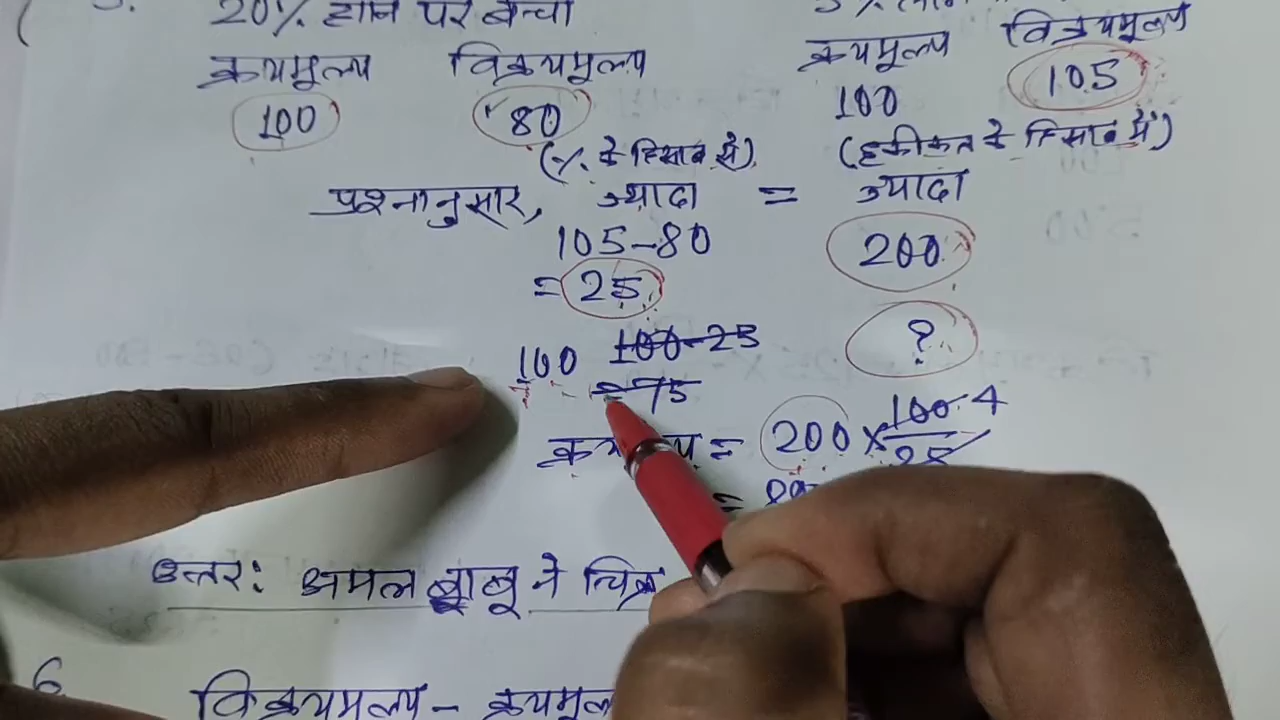 20% हानि पर बेचा
5% लाभ
क्रयमूल्य विक्रयमूल्य
क्रयमूल्य विक्रयमूल्य
100 80
100 105
(% के हिसाब से) (हकीकत के हिसाब में)
प्रश्नानुसार, ज्यादा = ज्यादा
105-80 200
= 25
100 100-25 ?
=75
= 200 × 100 4
25
=
उत्तर: अमल बाबू ने
6
विक्रयमूल्य - क्रयमूल